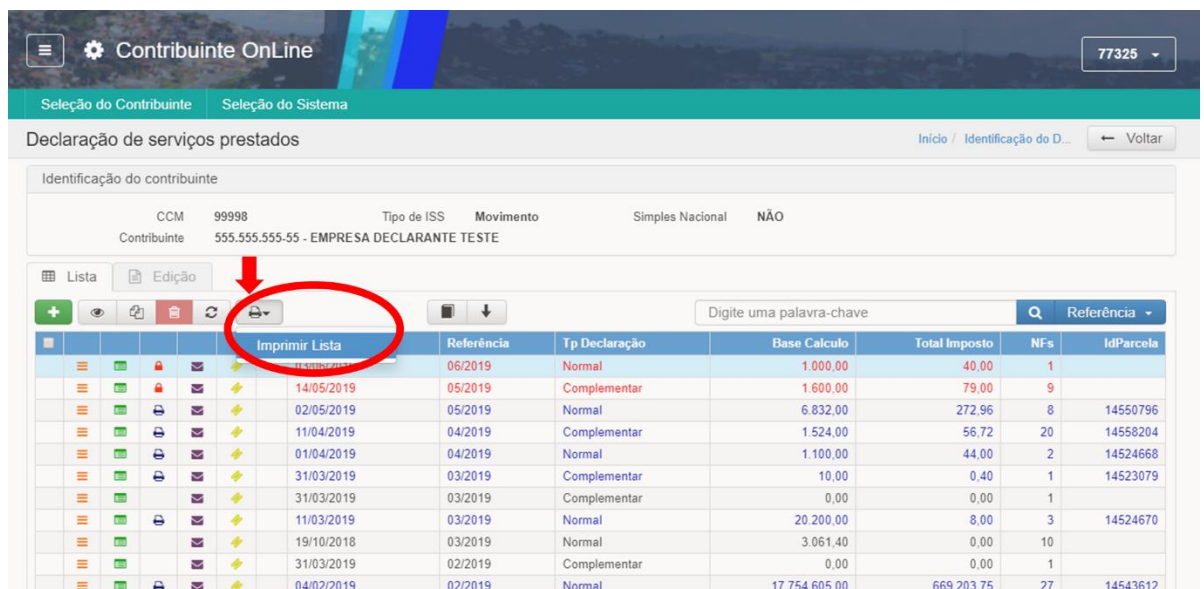 Contribuinte OnLine
77325
Seleção do Contribuinte Seleção do Sistema
Declaração de serviços prestados
Início / Identificação do D... ← Voltar
Identificação do contribuinte
CCM 99998 Tipo de ISS Movimento Simples Nacional NÃO
Contribuinte 555.555.555-55 - EMPRESA DECLARANTE TESTE
Lista Edição
Digite uma palavra-chave Referência
Imprimir Lista
Referência Tp Declaração Base Calculo Total Imposto NFs IdParcela
06/2019 Normal 1.000,00 40,00 1
14/05/2019 05/2019 Complementar 1.600,00 79,00 9
02/05/2019 05/2019 Normal 6.832,00 272,96 8 14550796
11/04/2019 04/2019 Complementar 1.524,00 56,72 20 14558204
01/04/2019 04/2019 Normal 1.100,00 44,00 2 14524668
31/03/2019 03/2019 Complementar 10,00 0,40 1 14523079
31/03/2019 03/2019 Complementar 0,00 0,00 1
11/03/2019 03/2019 Normal 20.200,00 8,00 3 14524670
19/10/2018 03/2019 Normal 3.061,40 0,00 10
31/03/2019 02/2019 Complementar 0,00 0,00 1
04/02/2019 02/2019 Normal 17.754.605,00 669.203,75 27 14543612